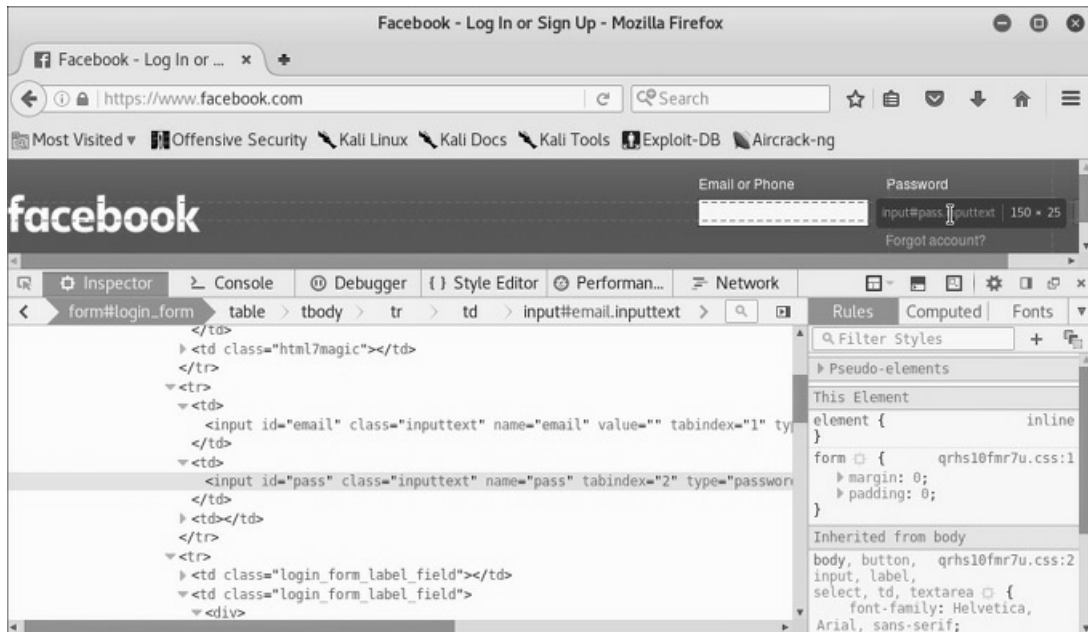 Facebook - Log In or Sign Up - Mozilla Firefox
Facebook - Log In or ... ×
https://www.facebook.com
Search
Most Visited
Offensive Security
Kali Linux
Kali Docs
Kali Tools
Exploit-DB
Aircrack-ng
Email or Phone
Password
facebook
input#pass.inputtext | 150 × 25
Forgot account?
Inspector
Console
Debugger
{ } Style Editor
Performan...
Network
form#login_form
table
tbody
tr
td
input#email.inputtext
Rules
Computed
Fonts
</td>
<td class="html7magic"></td>
</tr>
<tr>
<td>
<input id="email" class="inputtext" name="email" value="" tabindex="1" ty
</td>
<td>
<input id="pass" class="inputtext" name="pass" tabindex="2" type="passwor
</td>
<td></td>
</tr>
<tr>
<td class="login_form_label_field"></td>
<td class="login_form_label_field">
<div>
Filter Styles
Pseudo-elements
This Element
element { inline
}
form { qrhs10fmr7u.css:1
margin: 0;
padding: 0;
}
Inherited from body
body, button, qrhs10fmr7u.css:2
input, label,
select, td, textarea {
font-family: Helvetica,
Arial, sans-serif;